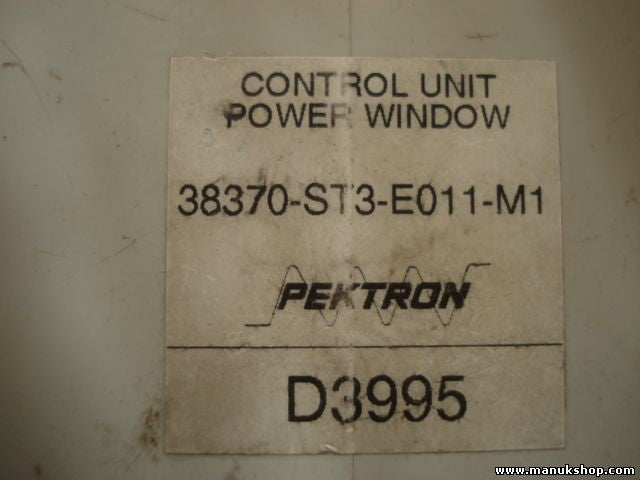 CONTROL UNIT
POWER WINDOW
38370-ST3-E011-M1
PEKTRON
D3995
www.manukshop.com